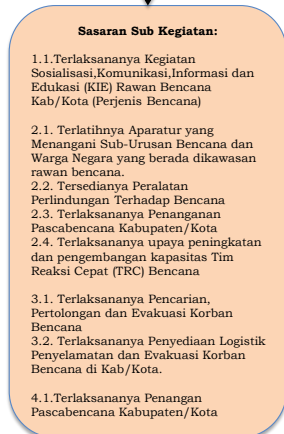 Sasaran Sub Kegiatan:
1.1.Terlaksananya Kegiatan
Sosialisasi,Komunikasi,Informasi dan
Edukasi (KIE) Rawan Bencana
Kab/Kota (Perjenis Bencana)
2.1. Terlatihnya Aparatur yang
Menangani Sub-Urusan Bencana dan
Warga Negara yang berada dikawasan
rawan bencana.
2.2. Tersedianya Peralatan
Perlindungan Terhadap Bencana
2.3. Terlaksananya Penanganan
Pascabencana Kabupaten/Kota
2.4. Terlaksananya upaya peningkatan
dan pengembangan kapasitas Tim
Reaksi Cepat (TRC) Bencana
3.1. Terlaksananya Pencarian,
Pertolongan dan Evakuasi Korban
Bencana
3.2. Terlaksananya Penyediaan Logistik
Penyelamatan dan Evakuasi Korban
Bencana di Kab/Kota.
4.1.Terlaksananya Penangan
Pascabencana Kabupaten/Kota